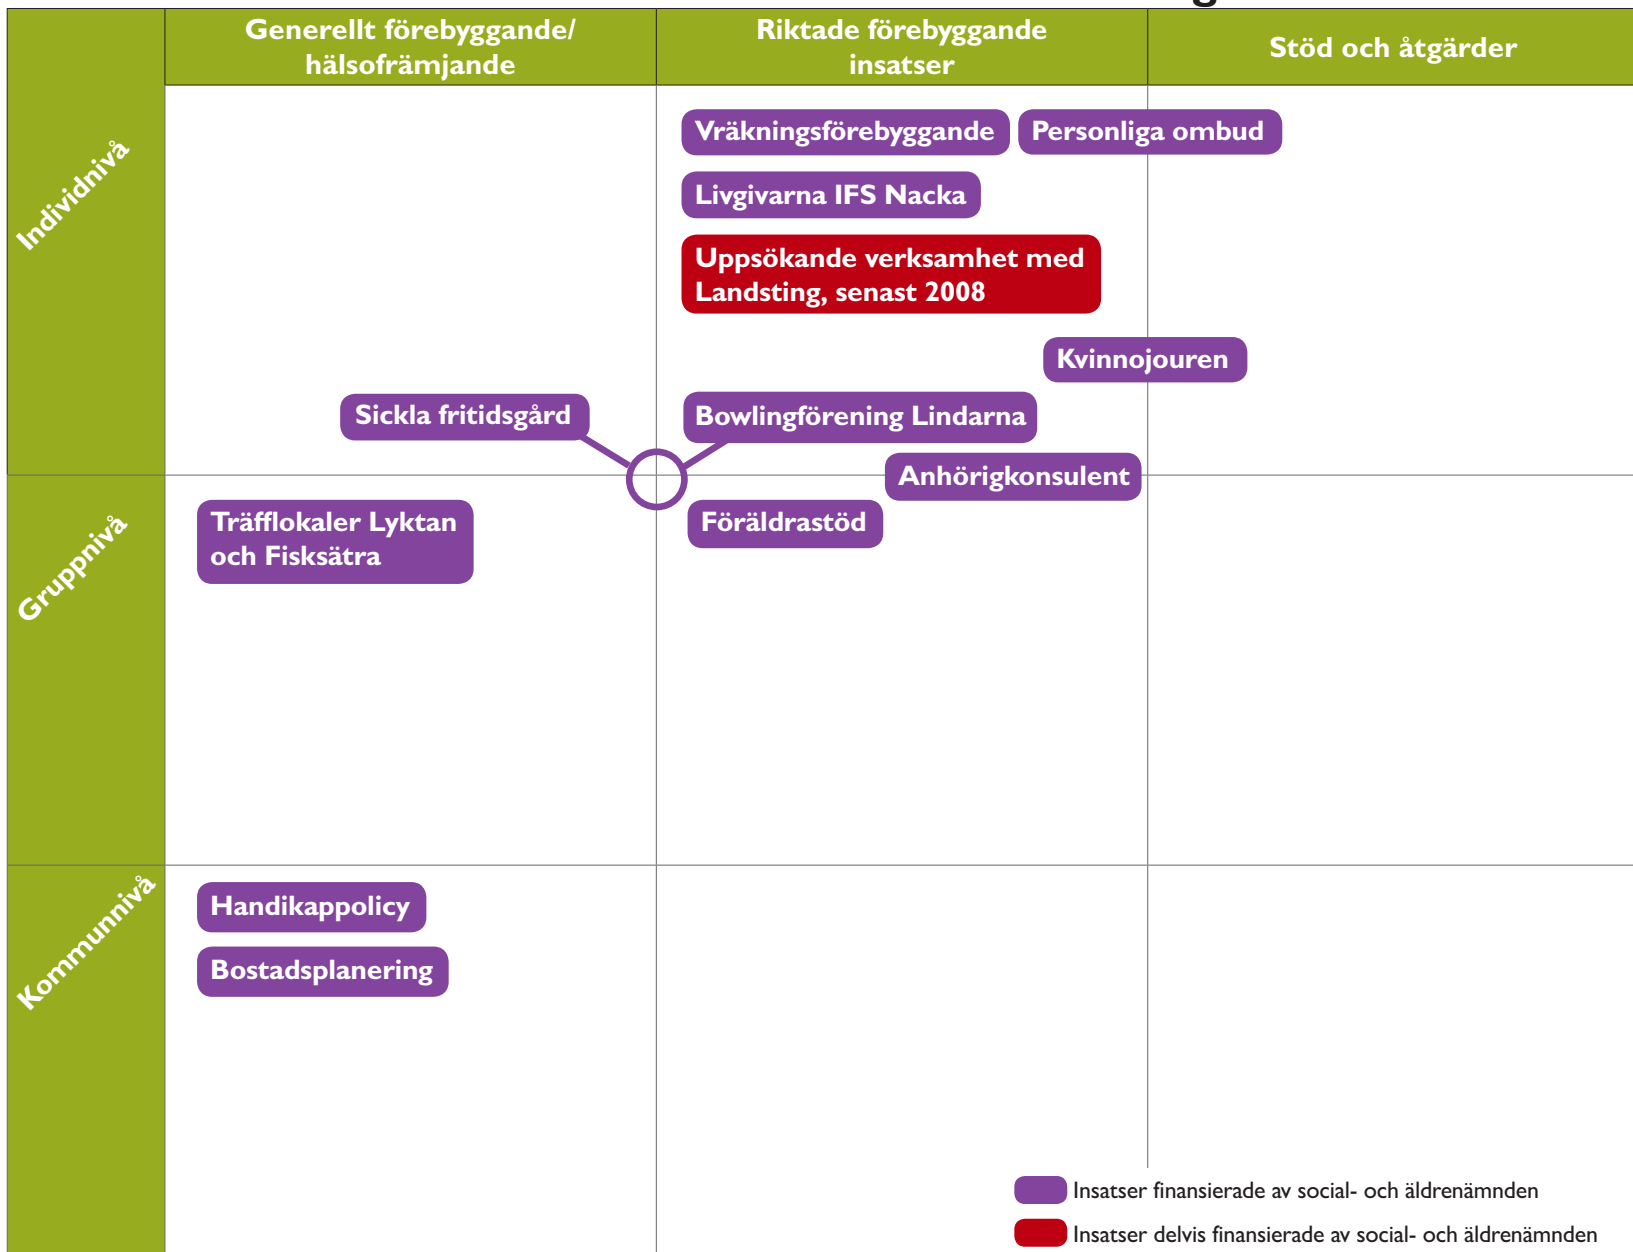 Generellt förebyggande/
hälsofrämjande
Riktade förebyggande
insatser
Stöd och åtgärder
Individnivå
Vräkningsförebyggande
Personliga ombud
Livgivarna IFS Nacka
Uppsökande verksamhet med
Landsting, senast 2008
Kvinnojouren
Sickla fritidsgård
Bowlingförening Lindarna
Anhörigkonsulent
Gruppnivå
Träfflokaler Lyktan
och Fisksätra
Föräldrastöd
Kommunnivå
Handikappolicy
Bostadsplanering
Insatser finansierade av social- och äldrenämnden
Insatser delvis finansierade av social- och äldrenämnden